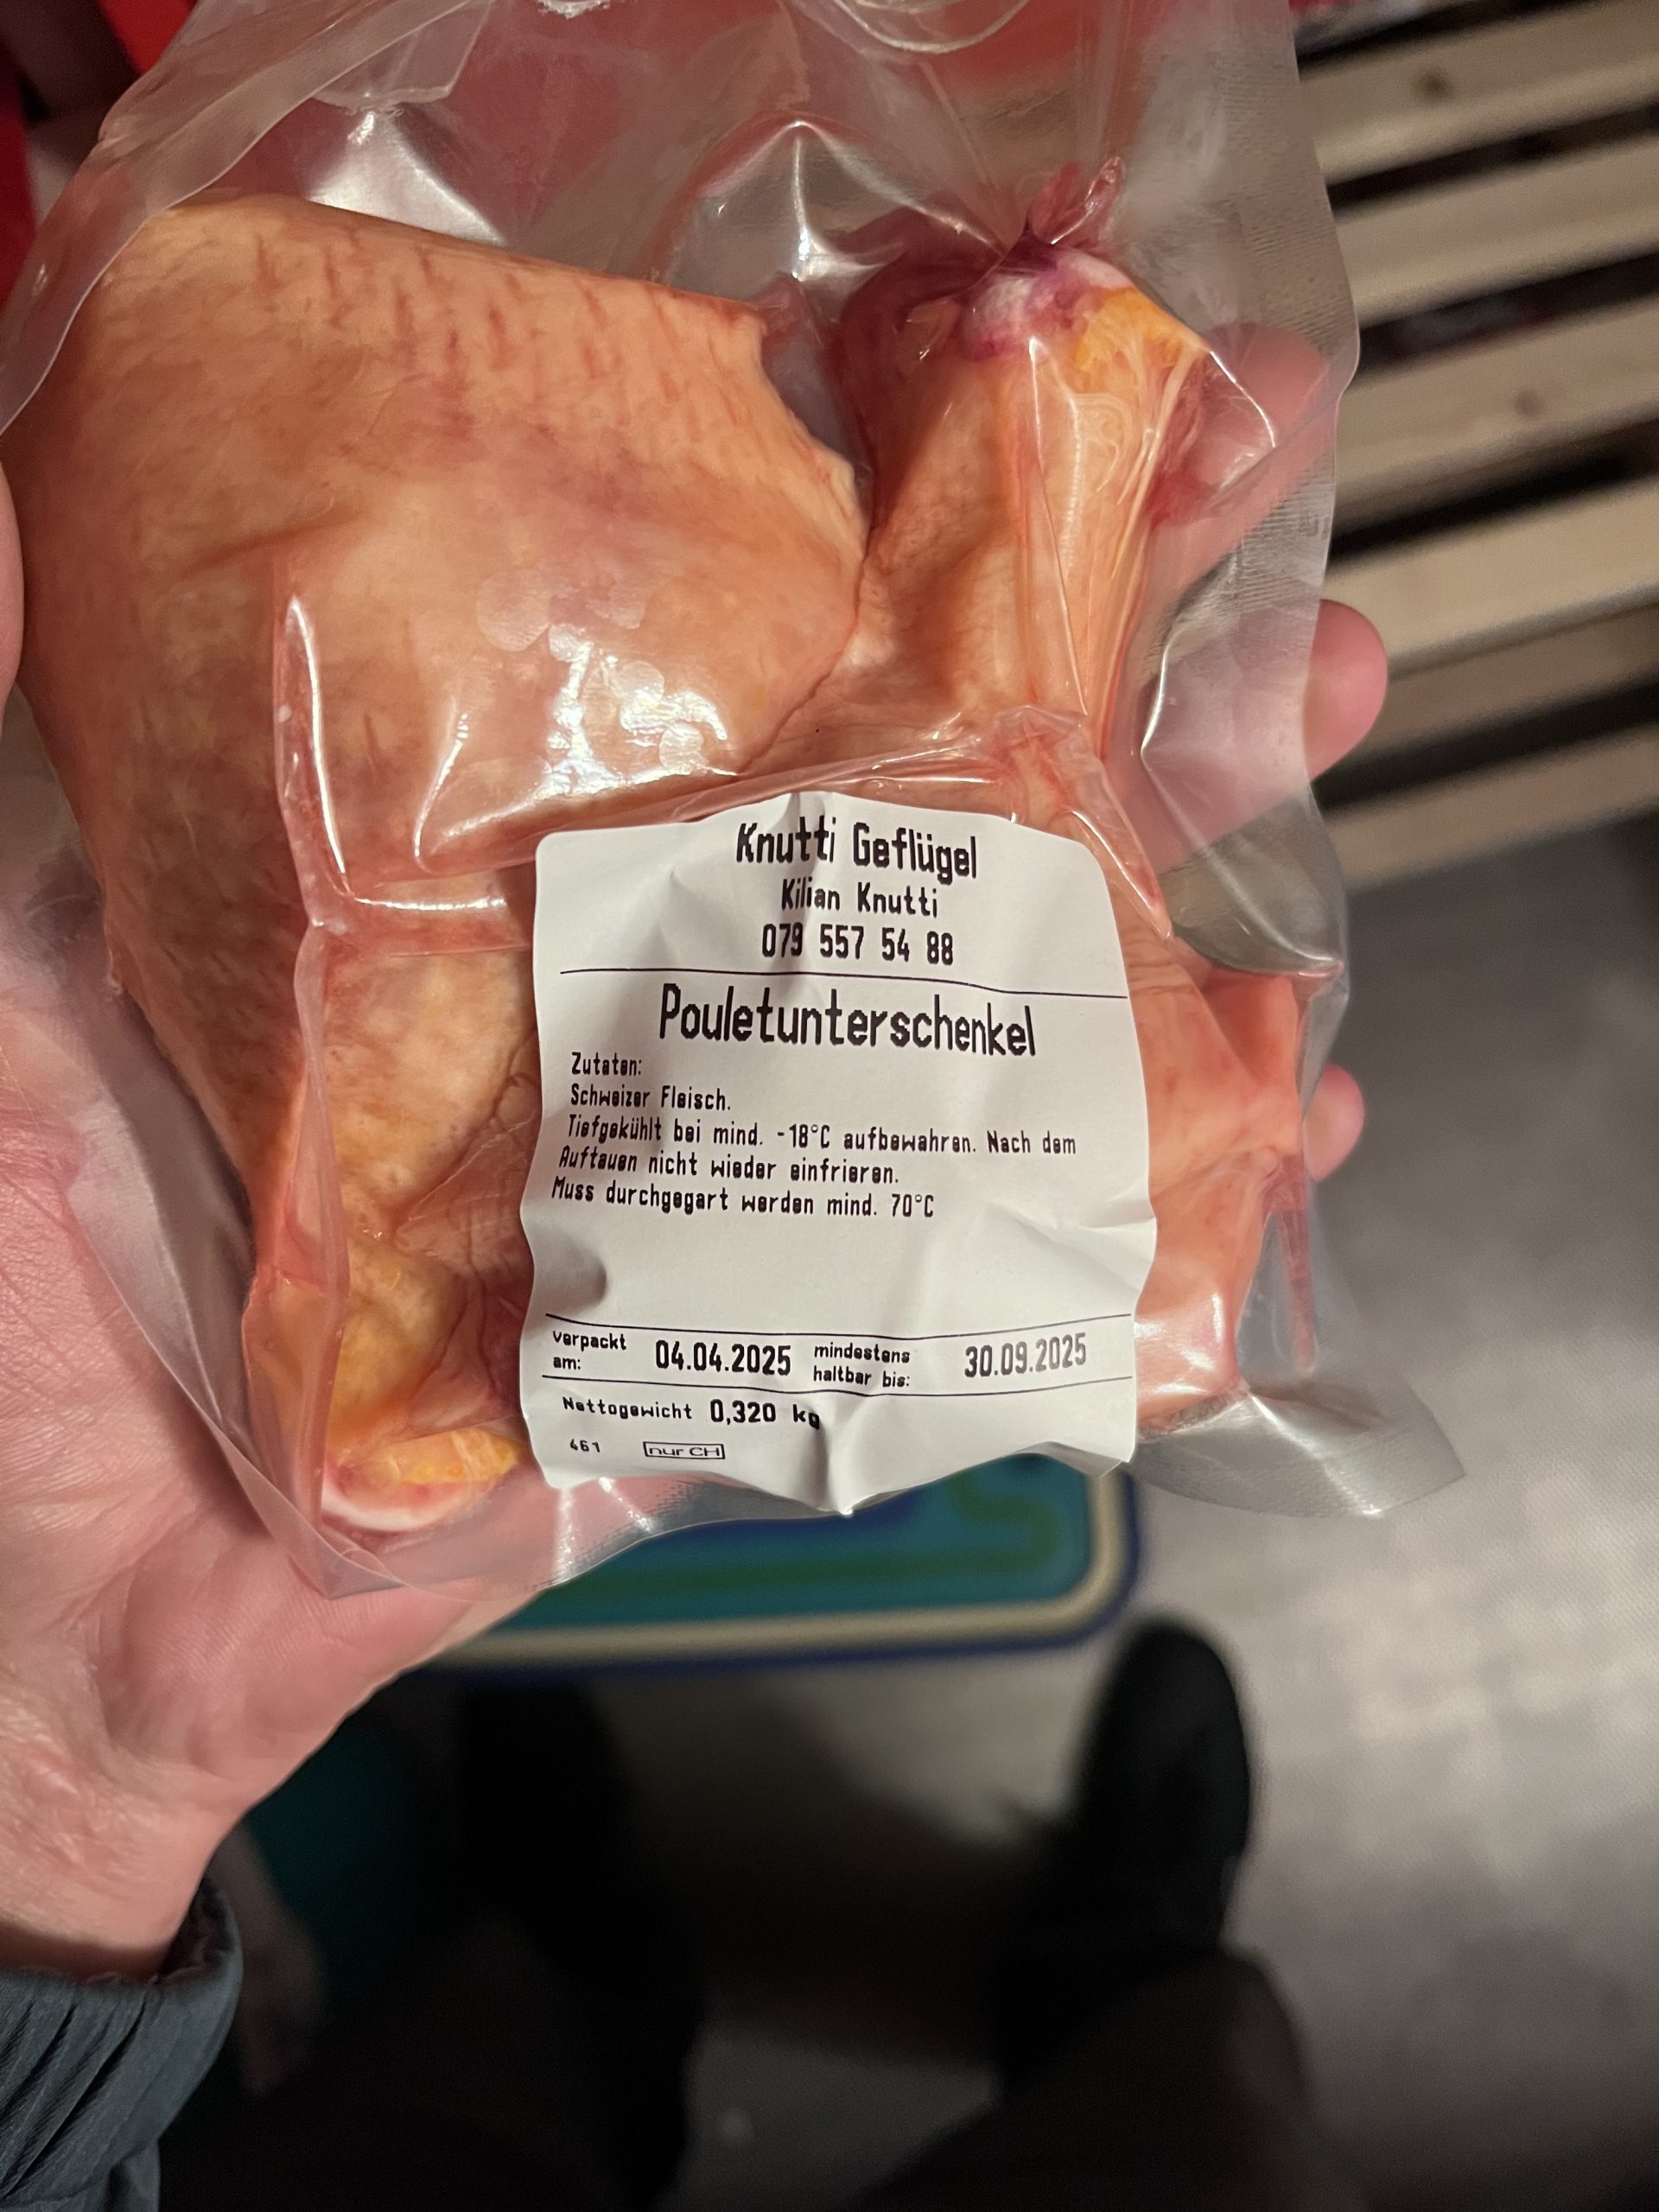 Knutti Geflügel
Kilian Knutti
079 557 54 88
Pouletunterschenkel
Zutaten:
Schweizer Fleisch.
Tiefgekühlt bei mind. -18°C aufbewahren. Nach dem
Auftauen nicht wieder einfrieren.
Muss durchgegart werden mind. 70°C
verpackt am: 04.04.2025 mindestens haltbar bis: 30.09.2025
Nettogewicht 0,320 kg
461 nur CH